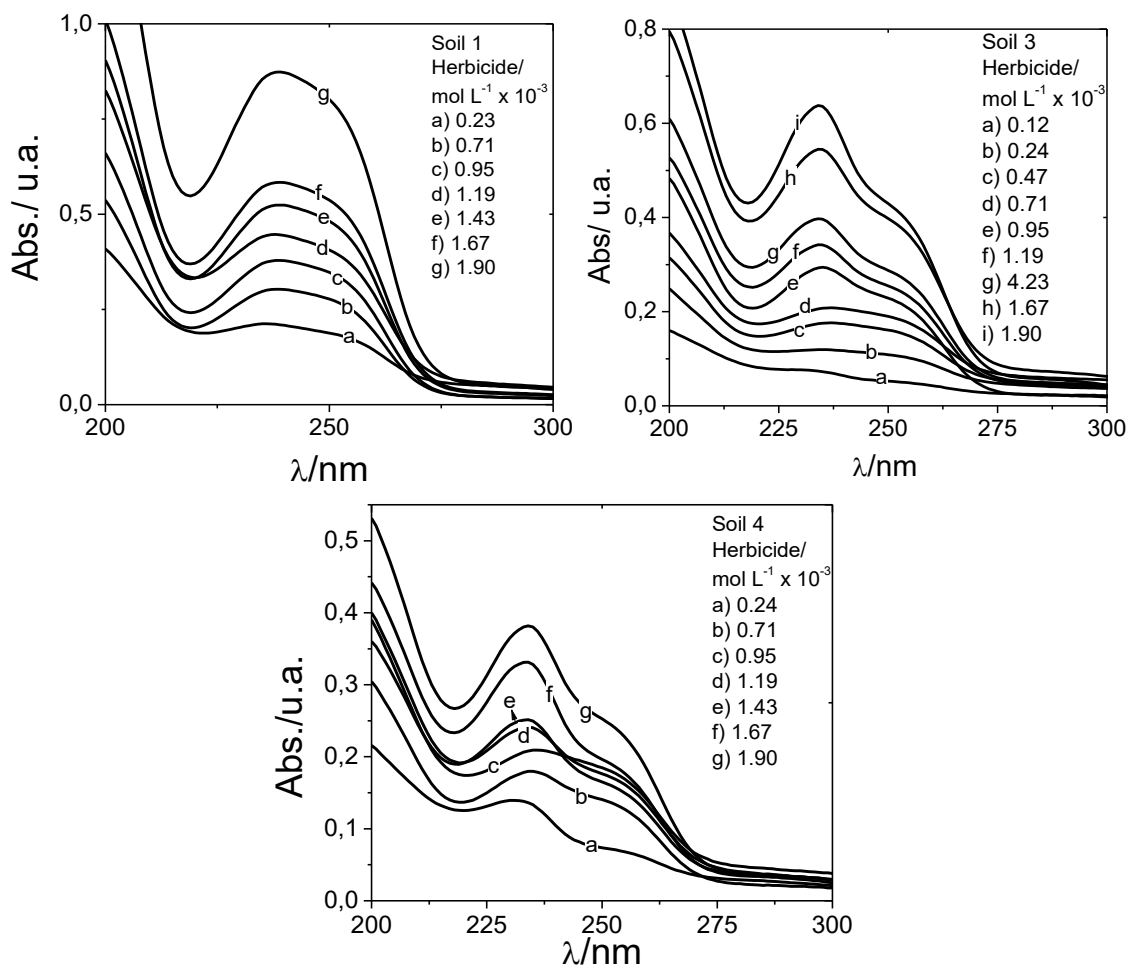 Soil 1
Herbicide/
mol L⁻¹ x 10⁻³
a) 0.23
b) 0.71
c) 0.95
d) 1.19
e) 1.43
f) 1.67
g) 1.90
1,0
0,5
0,0
Abs./ u.a.
g
f
e
d
c
b
a
200
250
300
λ/nm
Soil 3
Herbicide/
mol L⁻¹ x 10⁻³
a) 0.12
b) 0.24
c) 0.47
d) 0.71
e) 0.95
f) 1.19
g) 4.23
h) 1.67
i) 1.90
0,8
0,6
0,4
0,2
0,0
Abs/ u.a.
i
h
g
f
e
d
c
b
a
200
225
250
275
300
λ/nm
Soil 4
Herbicide/
mol L⁻¹ x 10⁻³
a) 0.24
b) 0.71
c) 0.95
d) 1.19
e) 1.43
f) 1.67
g) 1.90
0,5
0,4
0,3
0,2
0,1
0,0
Abs./u.a.
e
f
g
d
c
b
a
200
225
250
275
300
λ/nm